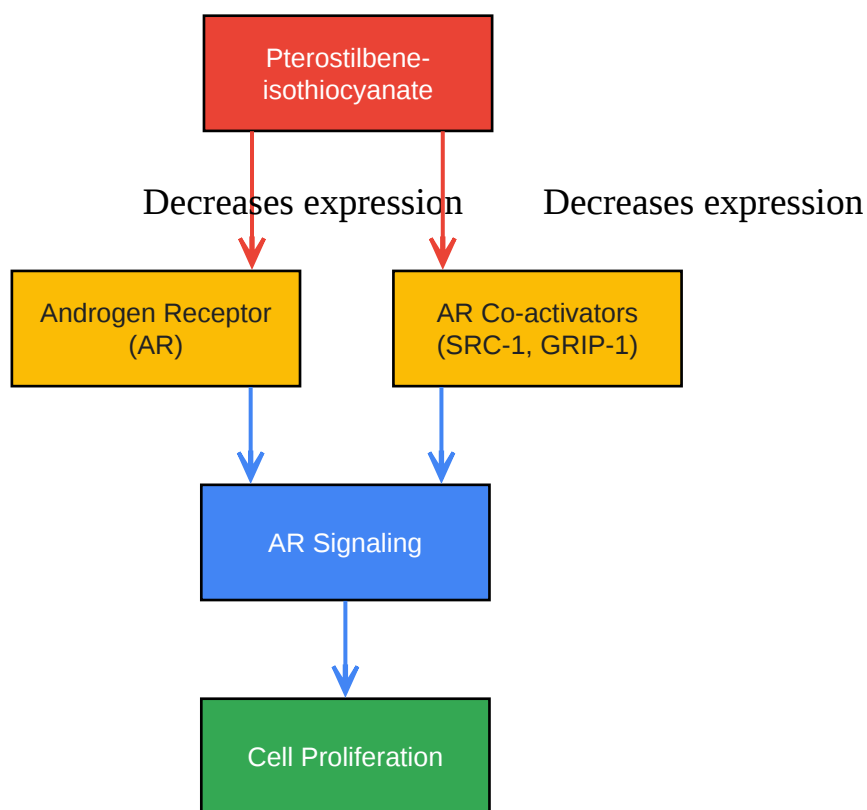 Pterostilbene-
isothiocyanate
Decreases expression
Decreases expression
Androgen Receptor
(AR)
AR Co-activators
(SRC-1, GRIP-1)
AR Signaling
Cell Proliferation